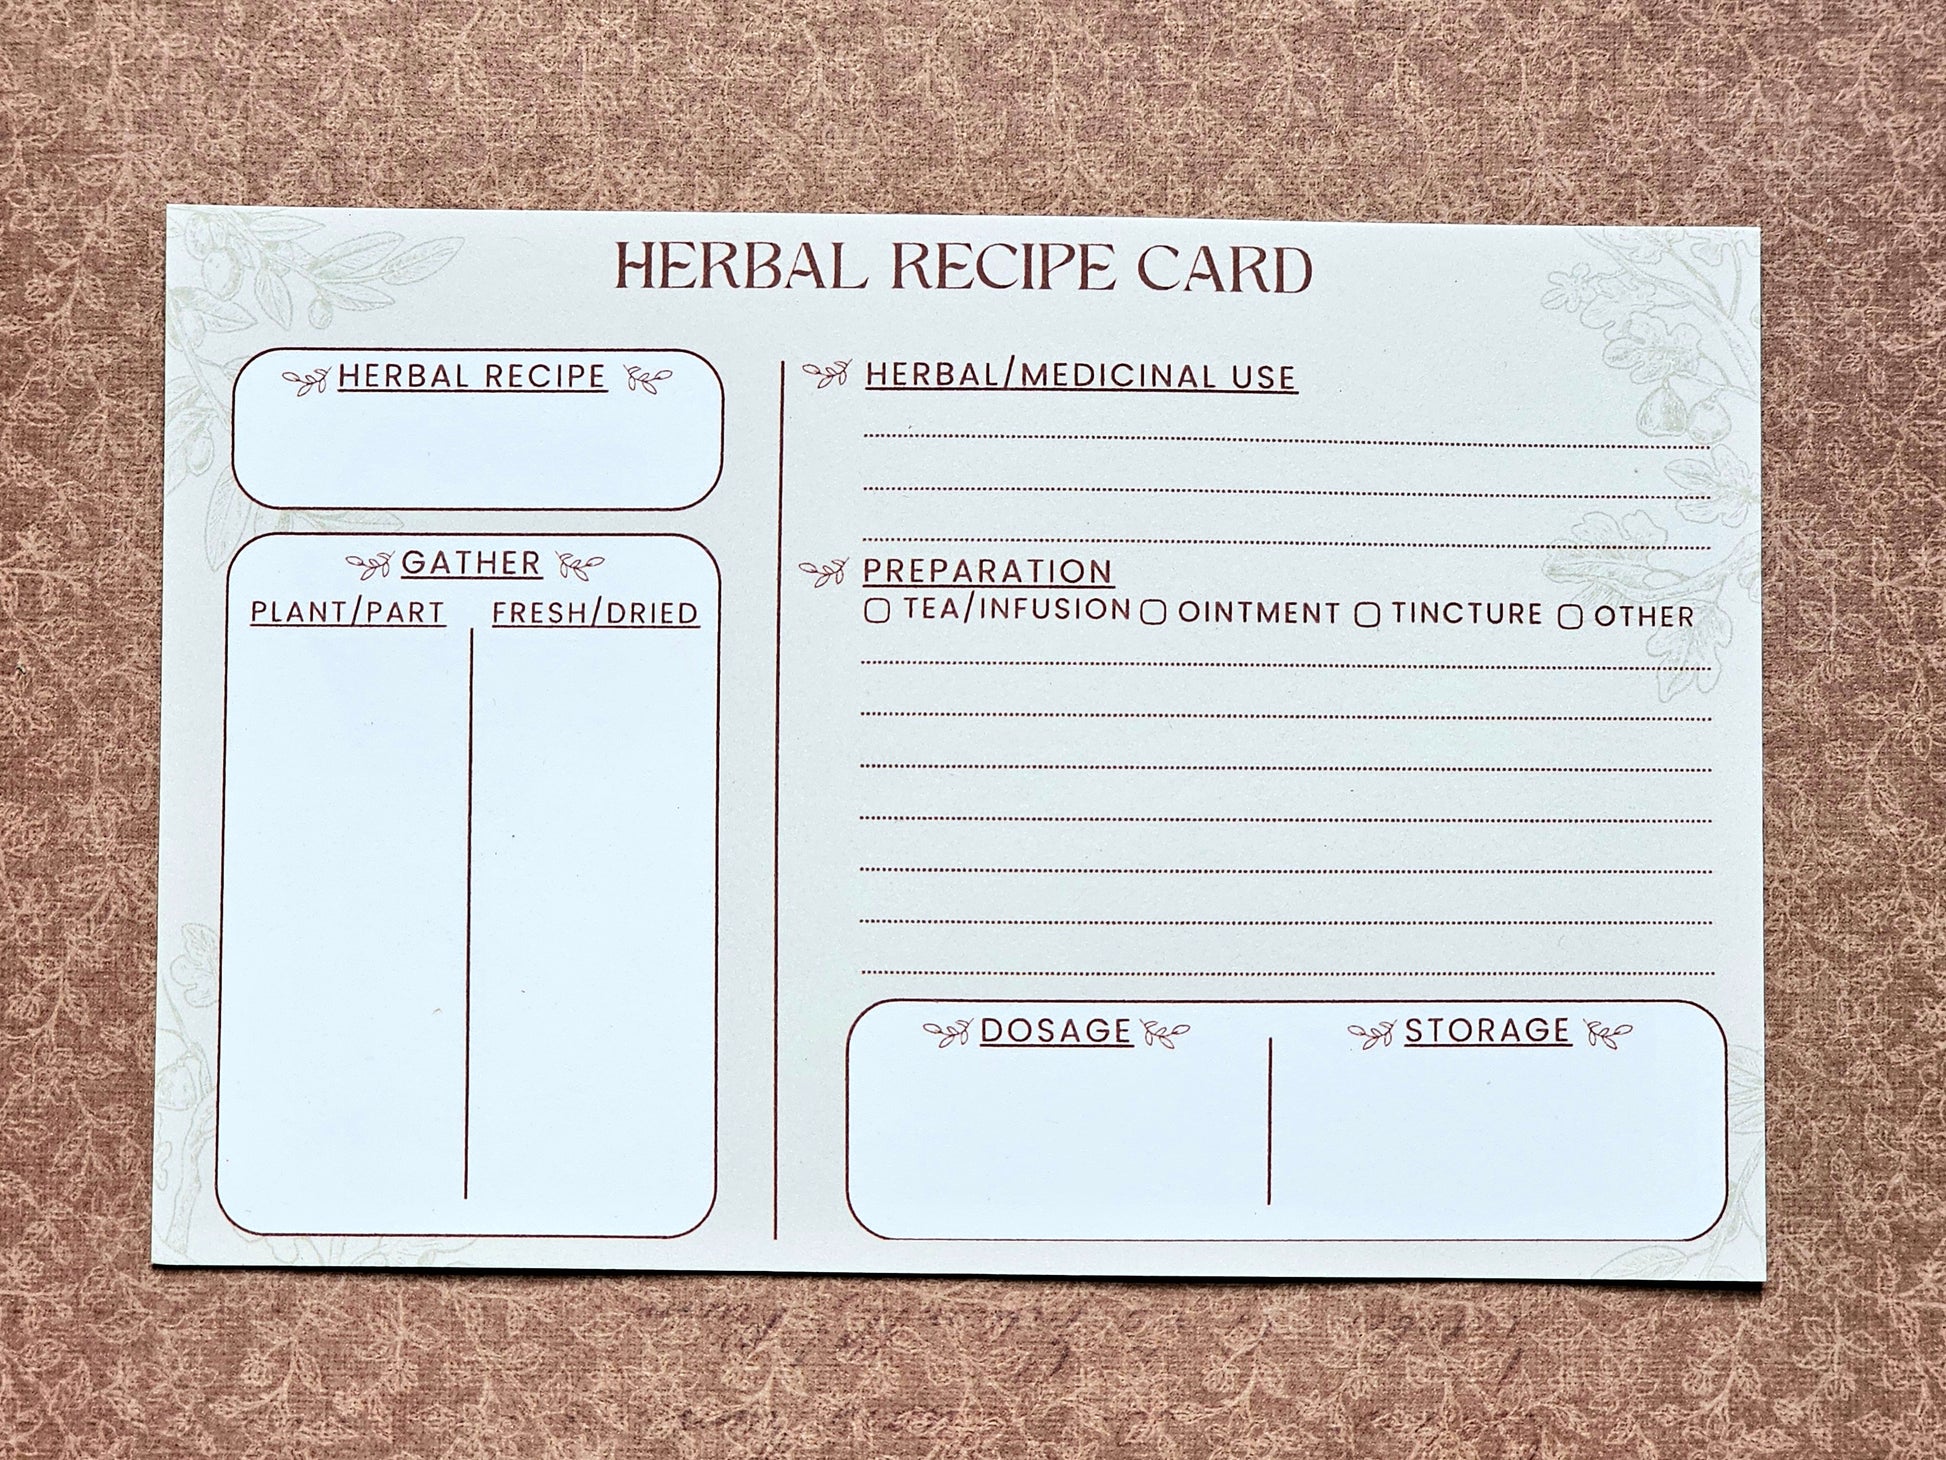 HERBAL RECIPE CARD
HERBAL RECIPE
GATHER
PLANT/PART FRESH/DRIED
HERBAL/MEDICINAL USE
PREPARATION
TEA/INFUSION OINTMENT TINCTURE OTHER
DOSAGE STORAGE